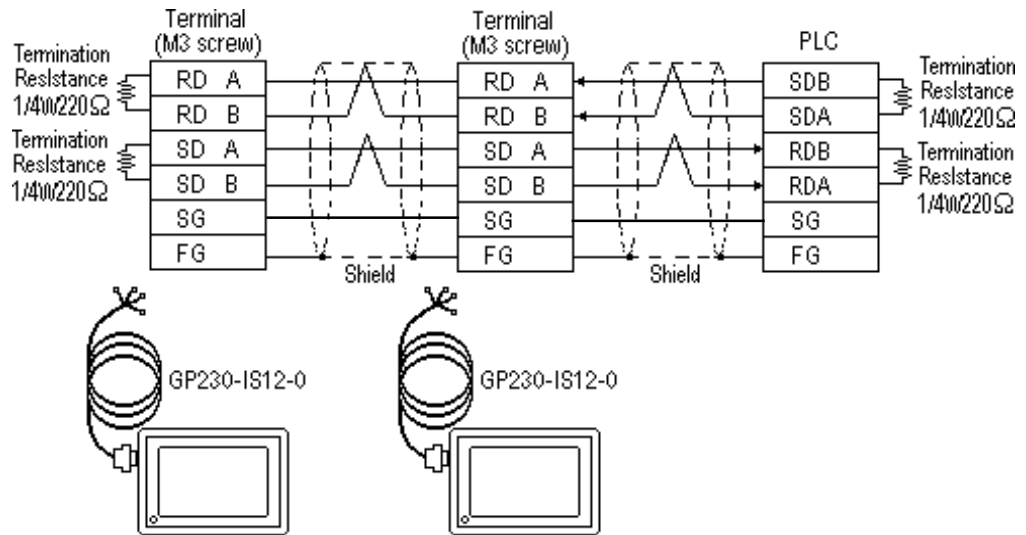 Terminal
(M3 screw)
Terminal
(M3 screw)
PLC
Termination
ResIstance
1/4W220Ω
Termination
ResIstance
1/4W220Ω
RD A
RD B
SD A
SD B
SG
FG
Shield
RD A
RD B
SD A
SD B
SG
FG
Shield
SDB
SDA
RDB
RDA
SG
FG
Termination
ResIstance
1/4W220Ω
Termination
ResIstance
1/4W220Ω
GP230-IS12-0
GP230-IS12-0